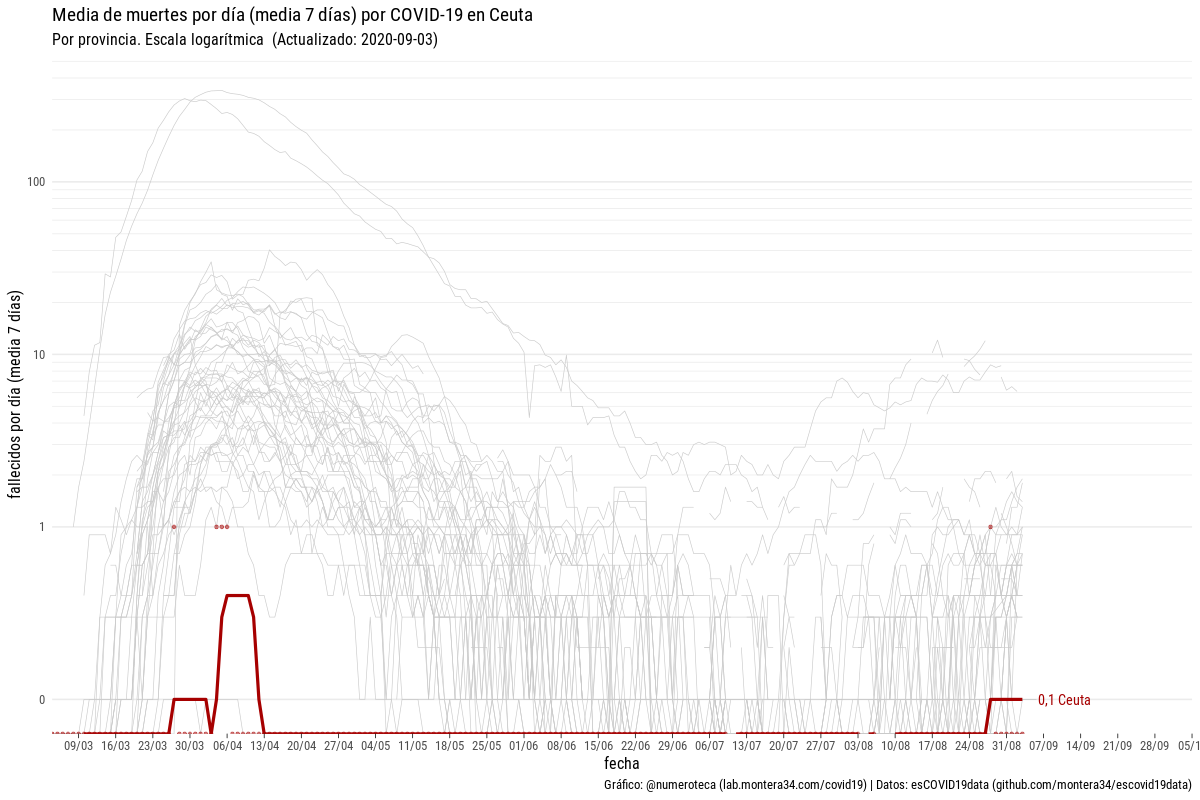 Media de muertes por día (media 7 días) por COVID-19 en Ceuta
Por provincia. Escala logarítmica (Actualizado: 2020-09-03)
fallecidos por día (media 7 días)
100
10
1
0
0,1 Ceuta
09/03 16/03 23/03 30/03 06/04 13/04 20/04 27/04 4/05 11/05 18/05 25/05 01/06 08/06 15/06 22/06 29/06 06/07 13/07 20/07 27/07 03/08 10/08 17/08 24/08 31/08 07/09 14/09 21/09 28/09 05/1
fecha
Gráfico: @numeroteca (lab.montera34.com/covid19) | Datos: esCOVID19data (github.com/montera34/escovid19data)